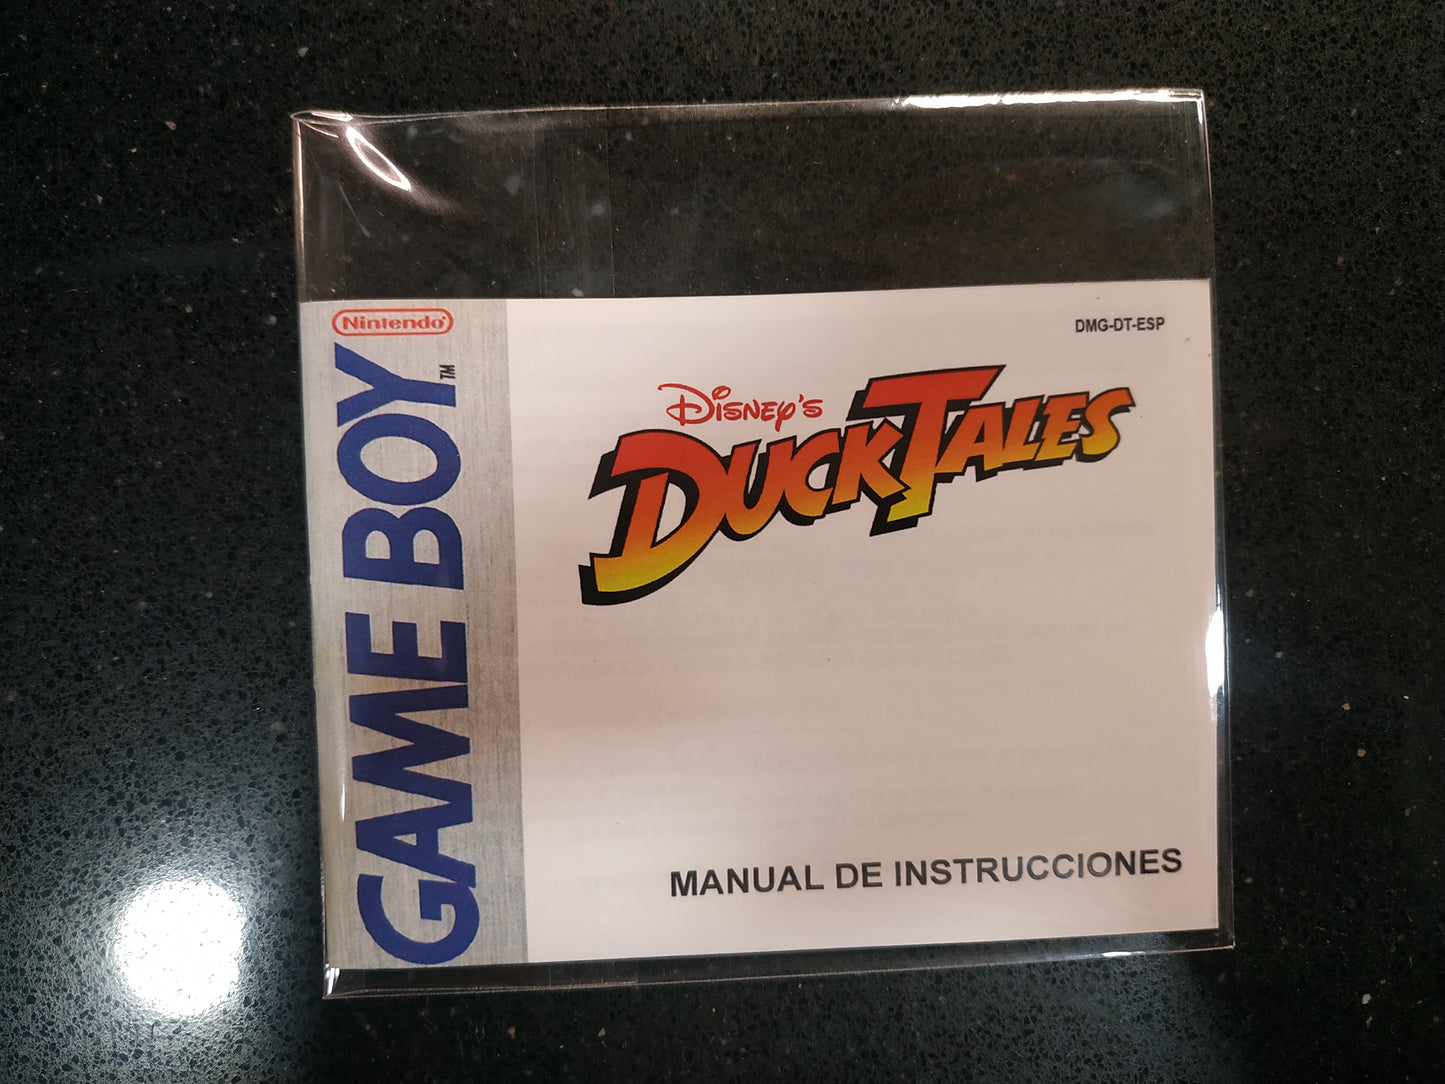 Nintendo
GAME BOY™
DMG-DT-ESP
Disney's
DuckTales
MANUAL DE INSTRUCCIONES